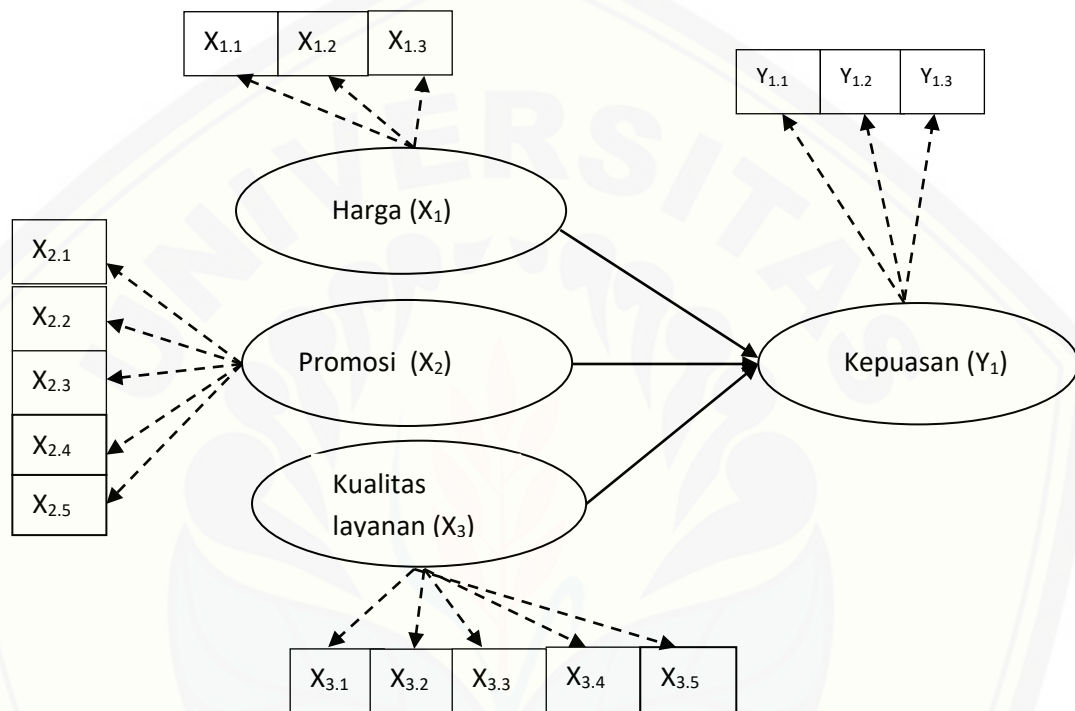 X1.1 X1.2 X1.3
Y1.1 Y1.2 Y1.3
Harga (X1)
X2.1
X2.2
X2.3
X2.4
X2.5
Promosi (X2)
Kepuasan (Y1)
Kualitas
layanan (X3)
X3.1 X3.2 X3.3 X3.4 X3.5
UNIVERSITAS